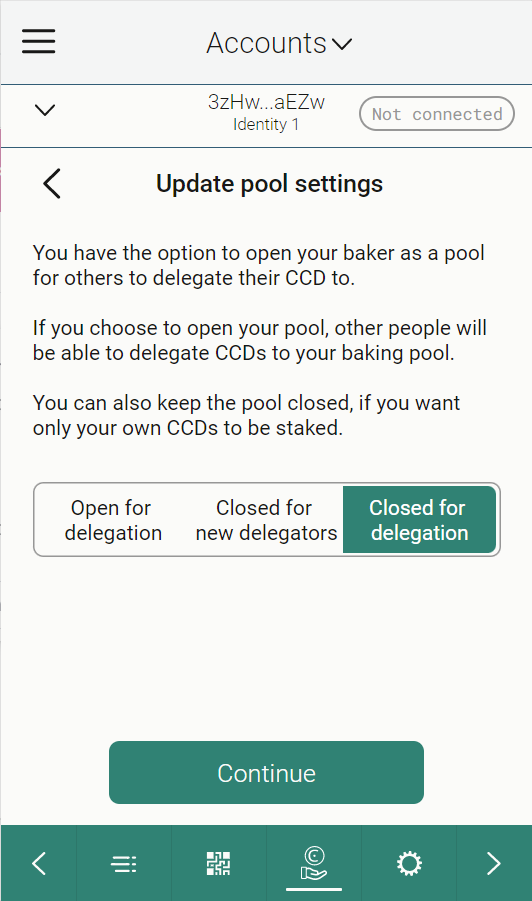 Accounts
3zHw...aEZw
Identity 1
Not connected
Update pool settings
You have the option to open your baker as a pool
for others to delegate their CCD to.
If you choose to open your pool, other people will
be able to delegate CCDs to your baking pool.
You can also keep the pool closed, if you want
only your own CCDs to be staked.
Open for
delegation
Closed for
new delegators
Closed for
delegation
Continue